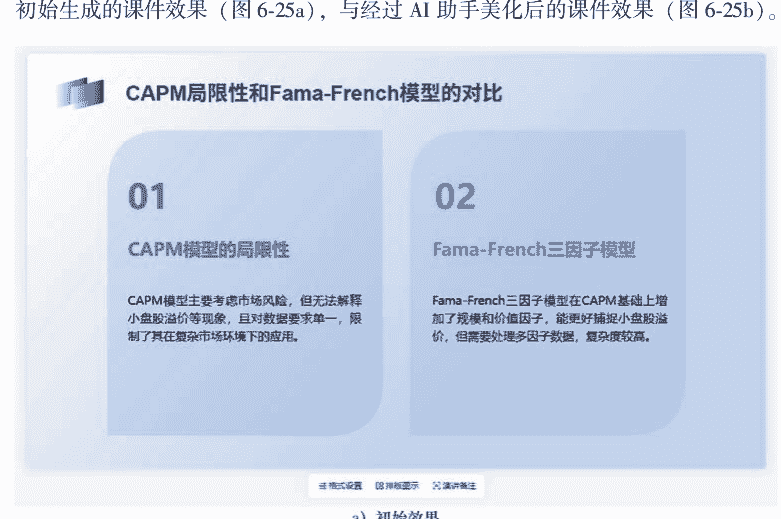 初始生成的课件效果（图 6-25a），与经过 AI 助手美化后的课件效果（图 6-25b）。
CAPM局限性和Fama-French模型的对比
01
CAPM模型的局限性
CAPM模型主要考虑市场风险，但无法解释
小盘股溢价等现象，且对数据要求单一，限
制了其在复杂市场环境下的应用。
02
Fama-French三因子模型
Fama-French三因子模型在CAPM基础上增
加了规模和价值因子，能更好捕捉小盘股溢
价，但需要处理多因子数据，复杂度较高。
格式设置 排版图示 演讲备注
a）初始效果